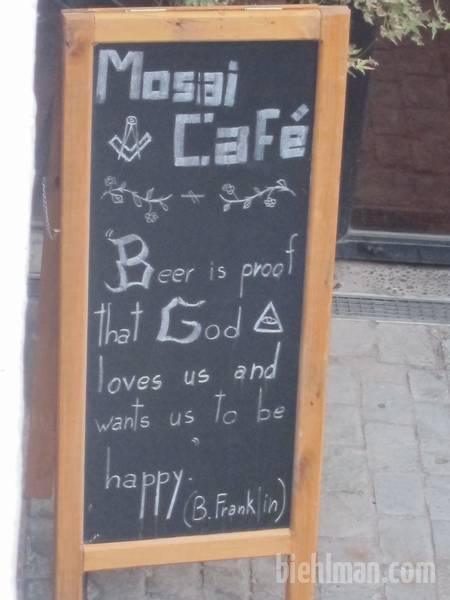 Mosai
Café
"Beer is proof
that God
loves us and
wants us to be
happy."
(B. Franklin)
biehlman.com